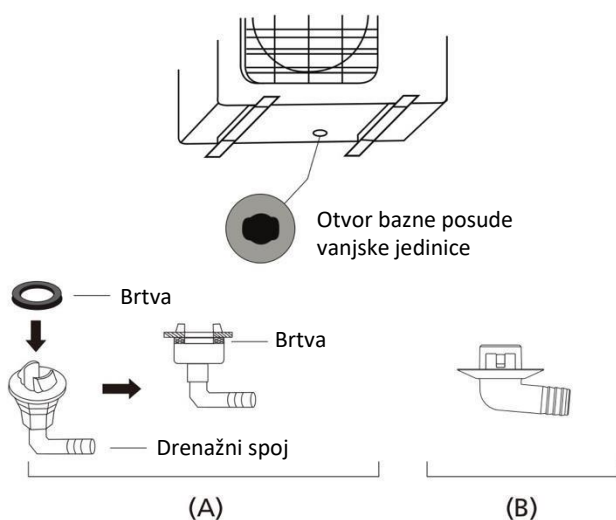 Otvor bazne posude
vanjske jedinice
Brtva
Brtva
Drenažni spoj
(A)
(B)